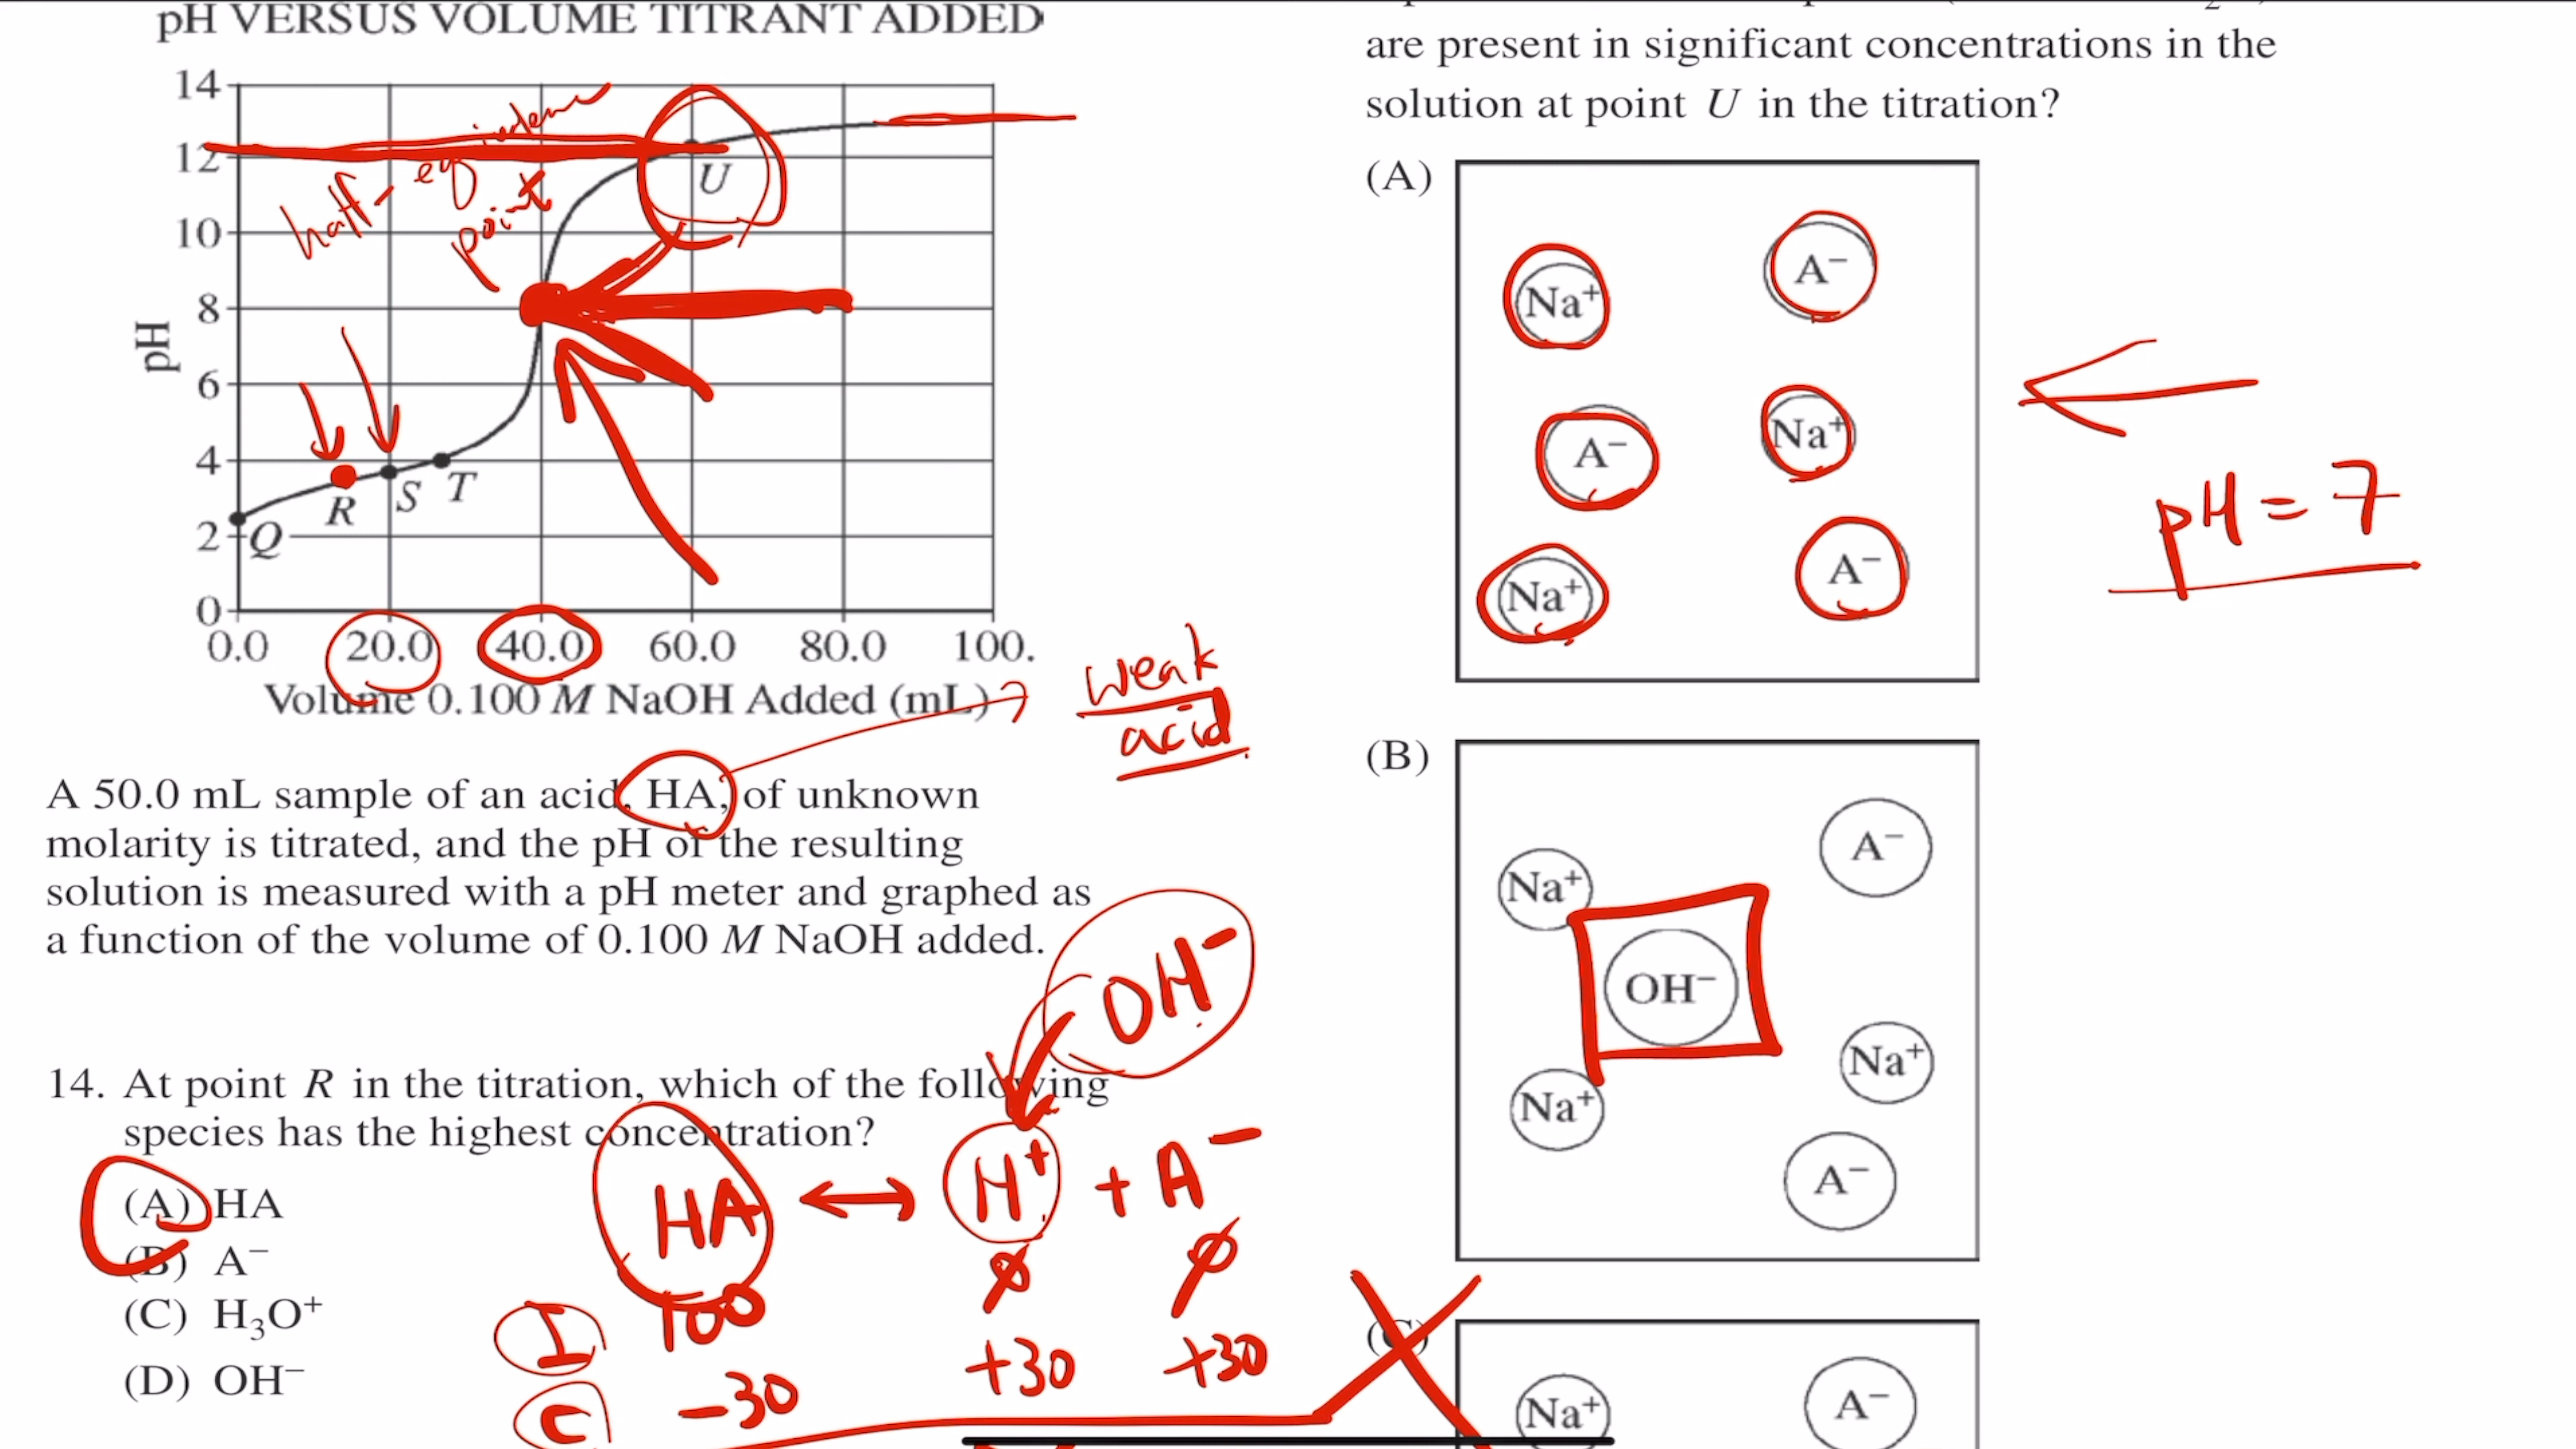 pH VERSUS VOLUME TITRANT ADDED
14
12
10
8
6
4
2
0
pH
half-equivalence
point
Q
R
S
T
U
0.0 20.0 40.0 60.0 80.0 100.
Volume 0.100 M NaOH Added (mL)
weak
acid
A 50.0 mL sample of an acid, HA, of unknown
molarity is titrated, and the pH of the resulting
solution is measured with a pH meter and graphed as
a function of the volume of 0.100 M NaOH added.
OH−
14. At point R in the titration, which of the following
species has the highest concentration?
(A) HA
(B) A−
(C) H3O+
(D) OH−
HA ↔ H+ + A−
I 100 0 0
C −30 +30 +30
are present in significant concentrations in the
solution at point U in the titration?
(A)
Na+ A−
A− Na+
Na+ A−
pH = 7
(B)
A−
Na+
OH−
Na+
Na+
A−
(C)
Na+ A−